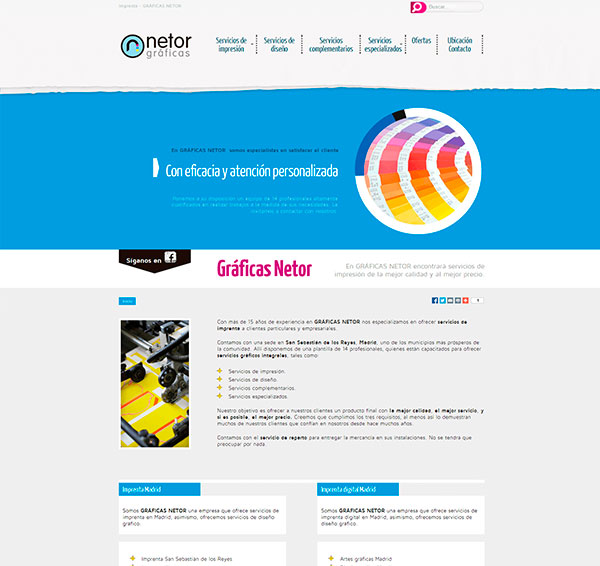 Imprenta - GRÁFICAS NETOR
Buscar...
netor
gráficas
Servicios de
impresión
Servicios de
diseño
Servicios
complementarios
Servicios
especializados
Ofertas
Ubicación
Contacto
En GRÁFICAS NETOR somos especialistas en satisfacer al cliente
Con eficacia y atención personalizada
Ponemos a su disposición un equipo de 14 profesionales altamente
cualificados en realizar trabajos a la medida de sus necesidades. Le
invitamos a contactar con nosotros.
Síganos en
Gráficas Netor
En GRÁFICAS NETOR encontrará servicios de
impresión de la mejor calidad y al mejor precio.
Inicio
0
Con más de 15 años de experiencia en GRÁFICAS NETOR nos especializamos en ofrecer servicios de
imprenta a clientes particulares y empresariales.
Contamos con una sede en San Sebastián de los Reyes, Madrid, uno de los municipios más prósperos de
la comunidad. Allí disponemos de una plantilla de 14 profesionales, quienes están capacitados para ofrecer
servicios gráficos integrales, tales como:
Servicios de impresión.
Servicios de diseño.
Servicios complementarios.
Servicios especializados.
Nuestro objetivo es ofrecer a nuestros clientes un producto final con la mejor calidad, el mejor servicio, y
si es posible, el mejor precio. Creemos que cumplimos los tres requisitos, al menos así lo demuestran
muchos de nuestros clientes que confían en nosotros desde hace muchos años.
Contamos con el servicio de reparto para entregar la mercancía en sus instalaciones. No se tendrá que
preocupar por nada.
Imprenta Madrid
Imprenta digital Madrid
Somos GRÁFICAS NETOR una empresa que ofrece servicios de
imprenta en Madrid, asimismo, ofrecemos servicios de diseño
gráfico.
Somos GRÁFICAS NETOR una empresa que ofrece servicios de
imprenta digital en Madrid, asimismo, ofrecemos servicios de
diseño gráfico.
Imprenta San Sebastián de los Reyes
Artes gráficas Madrid